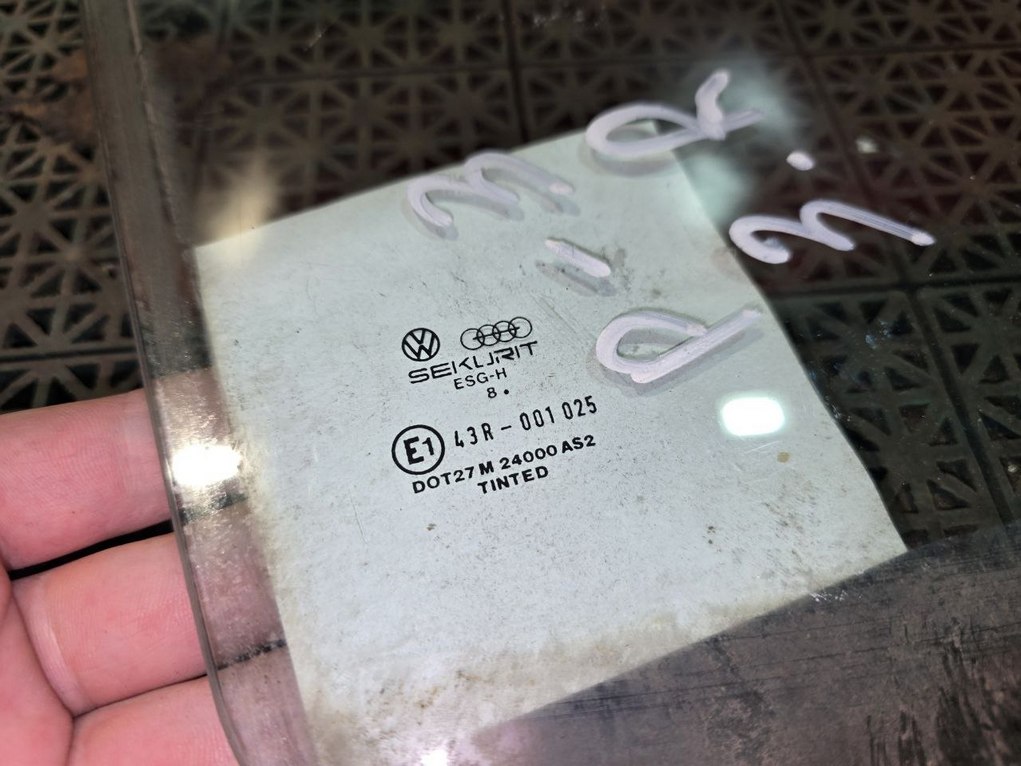 SEKURIT
ESG-H
8.
E1 43R - 001 025
DOT27 M 24000 AS2
TINTED